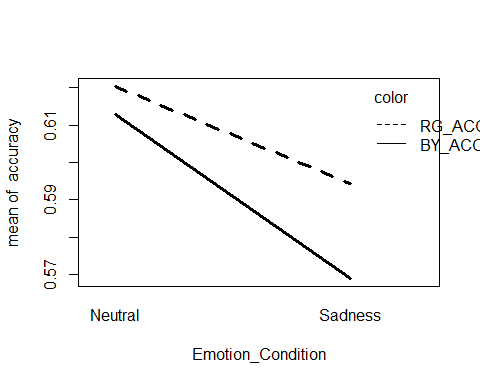 color
RG_ACC
BY_ACC
mean of accuracy
0.61
0.59
0.57
Neutral
Sadness
Emotion_Condition